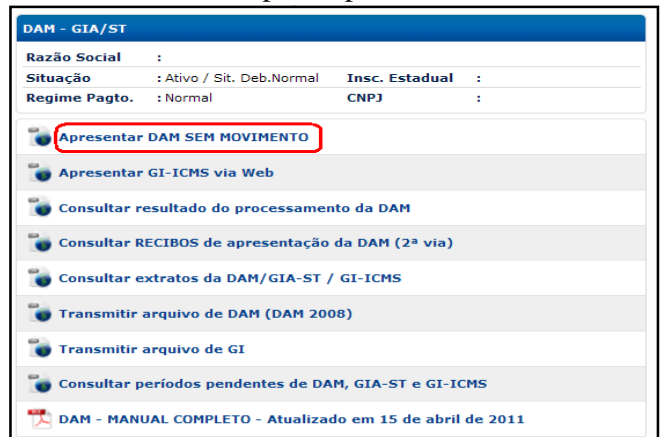 DAM - GIA/ST
Razão Social :
Situação : Ativo / Sit. Deb.Normal Insc. Estadual :
Regime Pagto. : Normal CNPJ :
Apresentar DAM SEM MOVIMENTO
Apresentar GI-ICMS via Web
Consultar resultado do processamento da DAM
Consultar RECIBOS de apresentação da DAM (2ª via)
Consultar extratos da DAM/GIA-ST / GI-ICMS
Transmitir arquivo de DAM (DAM 2008)
Transmitir arquivo de GI
Consultar períodos pendentes de DAM, GIA-ST e GI-ICMS
DAM - MANUAL COMPLETO - Atualizado em 15 de abril de 2011